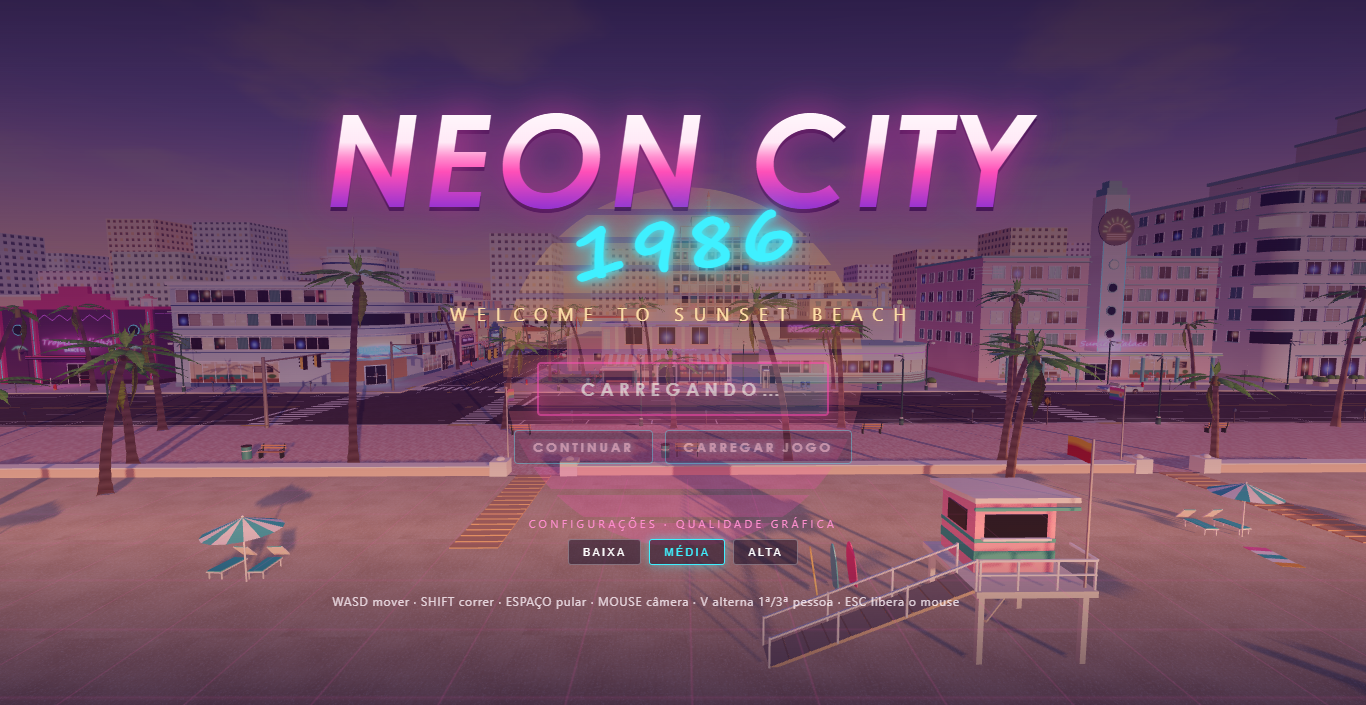 NEON CITY
1986
WELCOME TO SUNSET BEACH
CARREGANDO...
CONTINUAR CARREGAR JOGO
CONFIGURAÇÕES · QUALIDADE GRÁFICA
BAIXA MÉDIA ALTA
WASD mover · SHIFT correr · ESPAÇO pular · MOUSE câmera · V alterna 1ª/3ª pessoa · ESC libera o mouse